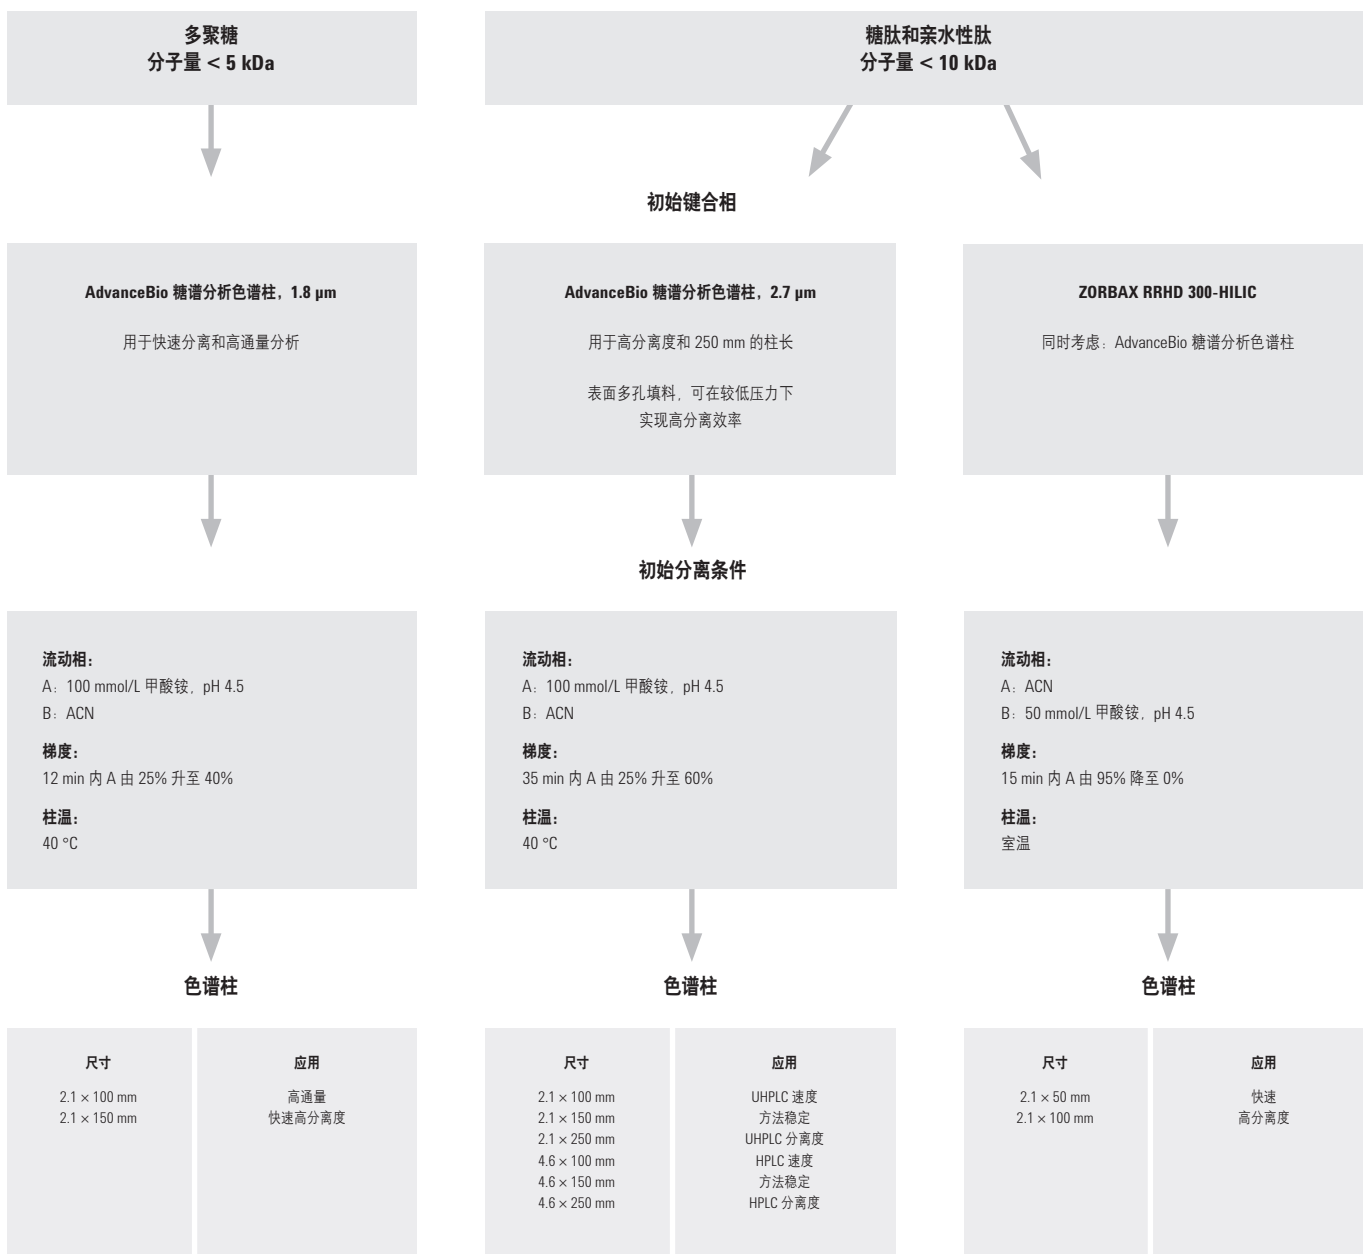 多聚糖
分子量 < 5 kDa
糖肽和亲水性肽
分子量 < 10 kDa
初始键合相
AdvanceBio 糖谱分析色谱柱，1.8 µm
用于快速分离和高通量分析
AdvanceBio 糖谱分析色谱柱，2.7 µm
用于高分离度和 250 mm 的柱长
表面多孔填料，可在较低压力下
实现高分离效率
ZORBAX RRHD 300-HILIC
同时考虑：AdvanceBio 糖谱分析色谱柱
初始分离条件
流动相：
A：100 mmol/L 甲酸铵，pH 4.5
B：ACN
梯度：
12 min 内 A 由 25% 升至 40%
柱温：
40 °C
流动相：
A：100 mmol/L 甲酸铵，pH 4.5
B：ACN
梯度：
35 min 内 A 由 25% 升至 60%
柱温：
40 °C
流动相：
A：ACN
B：50 mmol/L 甲酸铵，pH 4.5
梯度：
15 min 内 A 由 95% 降至 0%
柱温：
室温
色谱柱
尺寸 应用
2.1 × 100 mm 高通量
2.1 × 150 mm 快速高分离度
色谱柱
尺寸 应用
2.1 × 100 mm UHPLC 速度
2.1 × 150 mm 方法稳定
2.1 × 250 mm UHPLC 分离度
4.6 × 100 mm HPLC 速度
4.6 × 150 mm 方法稳定
4.6 × 250 mm HPLC 分离度
色谱柱
尺寸 应用
2.1 × 50 mm 快速
2.1 × 100 mm 高分离度